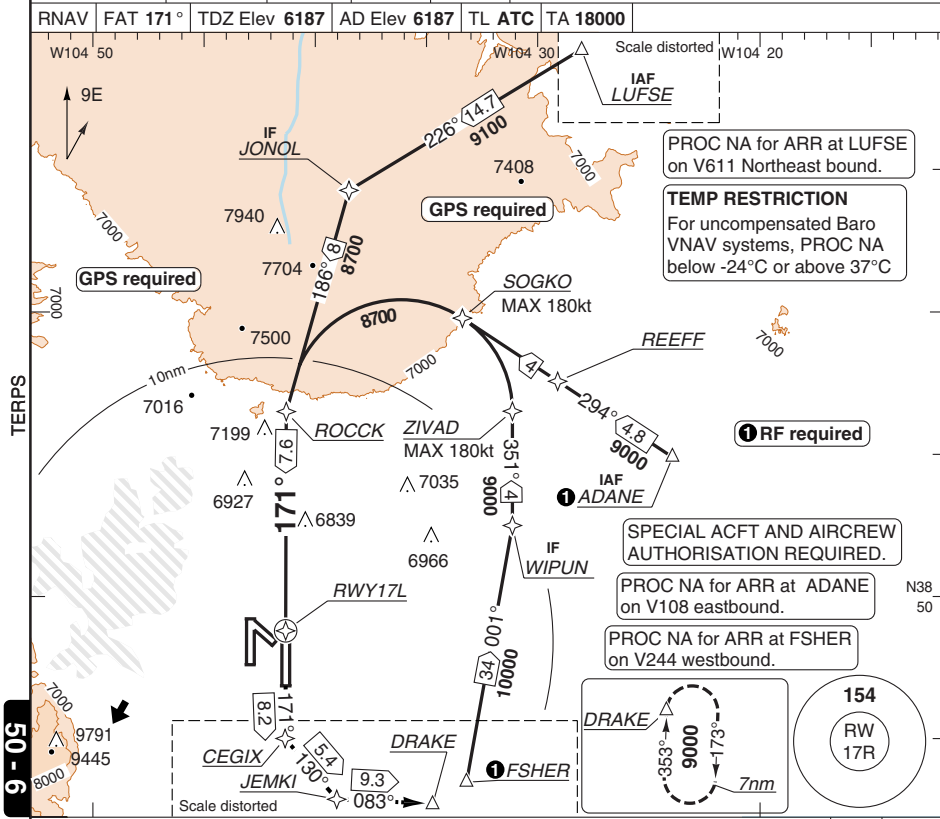 RNAV FAT 171° TDZ Elev 6187 AD Elev 6187 TL ATC TA 18000
W104 50
W104 30
Scale distorted
W104 20
9E
IAF
LUFSE
14.7
226°
9100
IF
JONOL
PROC NA for ARR at LUFSE
on V611 Northeast bound.
7000
7408
TEMP RESTRICTION
For uncompensated Baro
VNAV systems, PROC NA
below -24°C or above 37°C
GPS required
7940
7000
8
8700
186°
7704
GPS required
SOGKO
MAX 180kt
7000
8700
7500
REEFF
7000
7000
4
10nm
7016
294°
4.8
9000
TERPS
7199
ROCCK
ZIVAD
MAX 180kt
1 RF required
7.6
351°
IAF
1 ADANE
6927
171°
7035
9000
4
6839
6966
SPECIAL ACFT AND AIRCREW
AUTHORISATION REQUIRED.
IF
WIPUN
PROC NA for ARR at ADANE
on V108 eastbound.
N38
50
RWY17L
001°
PROC NA for ARR at FSHER
on V244 westbound.
34
10000
7000
171°
8.2
154
RW
17R
DRAKE
353°
9000
173°
7nm
9791
9445
8000
50 - 6
CEGIX
5.4
130°
DRAKE
JEMKI
9.3
083°
1 FSHER
Scale distorted